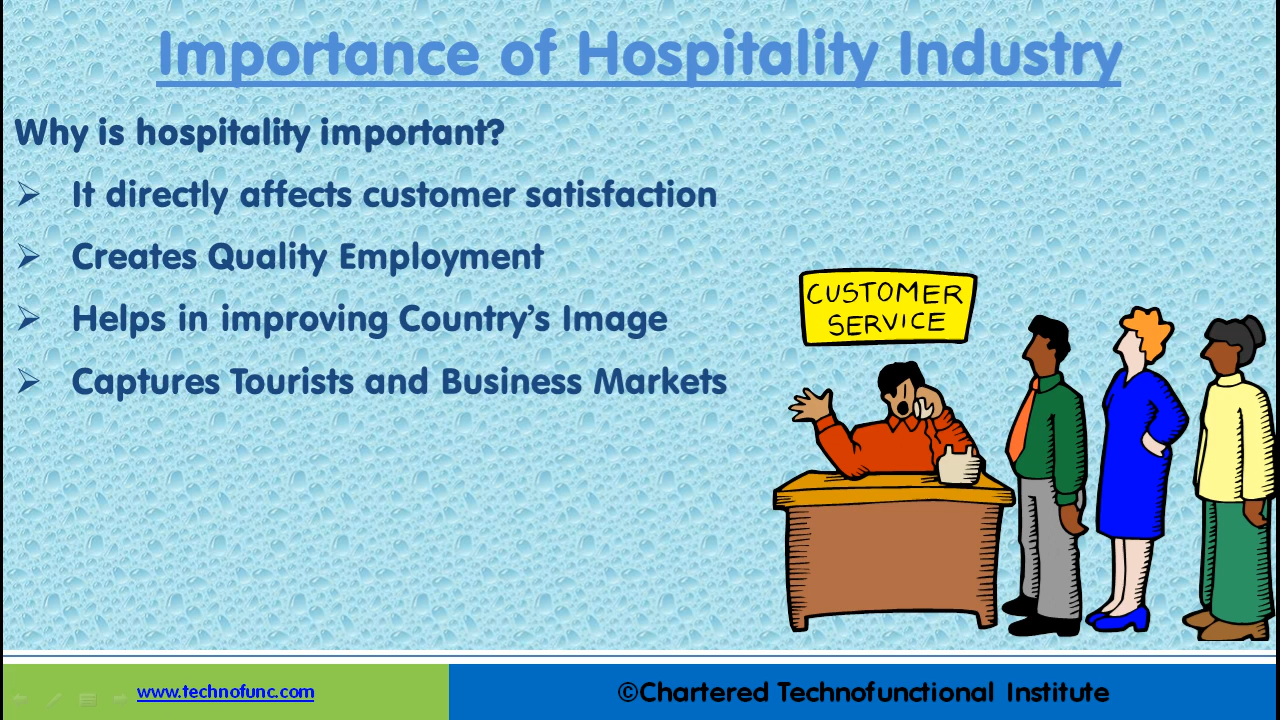 Importance of Hospitality Industry
Why is hospitality important?
➢ It directly affects customer satisfaction
➢ Creates Quality Employment
➢ Helps in improving Country’s Image
➢ Captures Tourists and Business Markets
CUSTOMER
SERVICE
www.technofunc.com
©Chartered Technofunctional Institute